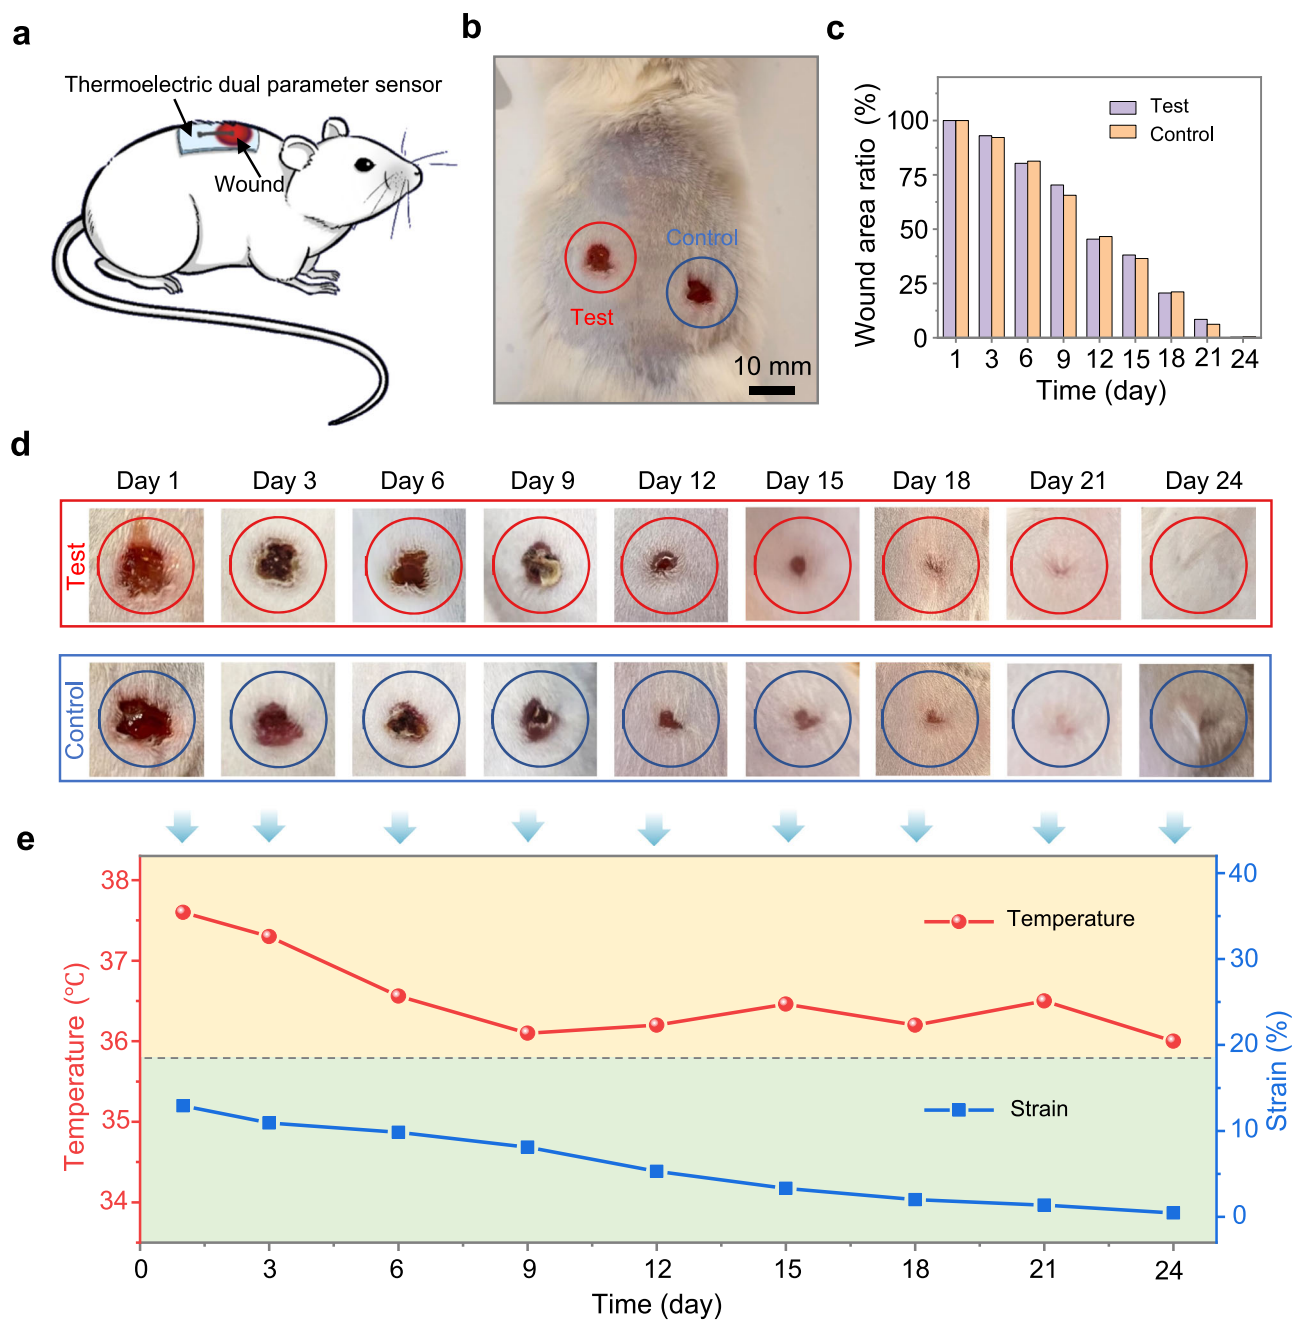 a
Thermoelectric dual parameter sensor
Wound
b
Control
Test
10 mm
c
Wound area ratio (%)
100
75
50
25
0
Test
Control
1 3 6 9 12 15 18 21 24
Time (day)
d
Day 1 Day 3 Day 6 Day 9 Day 12 Day 15 Day 18 Day 21 Day 24
Test
Control
e
Temperature (°C)
38
37
36
35
34
Temperature
Strain
40
30
20
10
0
Strain (%)
0 3 6 9 12 15 18 21 24
Time (day)